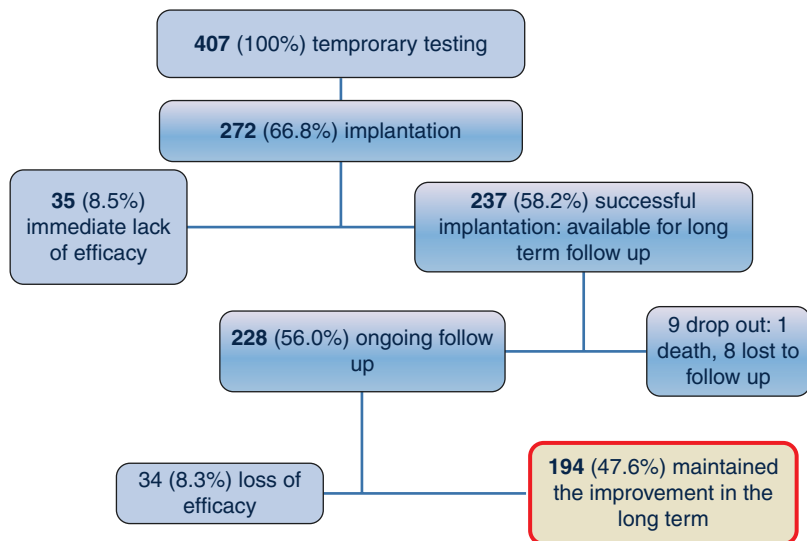 407 (100%) temprorary testing
272 (66.8%) implantation
35 (8.5%)
immediate lack
of efficacy
237 (58.2%) successful
implantation: available for long
term follow up
228 (56.0%) ongoing follow
up
9 drop out: 1
death, 8 lost to
follow up
34 (8.3%) loss of
efficacy
194 (47.6%) maintained
the improvement in the
long term